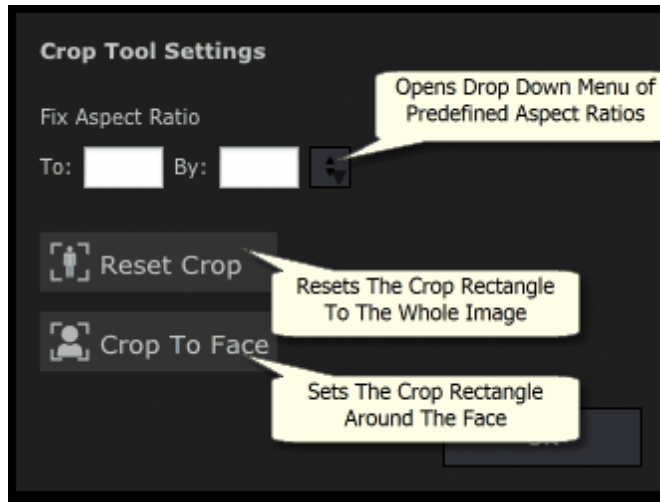 Crop Tool Settings
Opens Drop Down Menu of
Predefined Aspect Ratios
Fix Aspect Ratio
To: By:
Reset Crop
Resets The Crop Rectangle
To The Whole Image
Crop To Face
Sets The Crop Rectangle
Around The Face